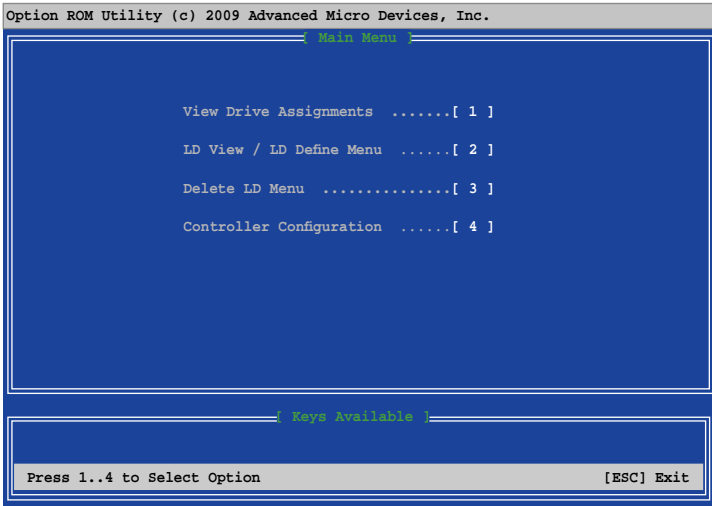 Option ROM Utility (c) 2009 Advanced Micro Devices, Inc.
[ Main Menu ]
View Drive Assignments .......[ 1 ]
LD View / LD Define Menu ......[ 2 ]
Delete LD Menu ...............[ 3 ]
Controller Configuration ......[ 4 ]
[ Keys Available ]
Press 1..4 to Select Option [ESC] Exit